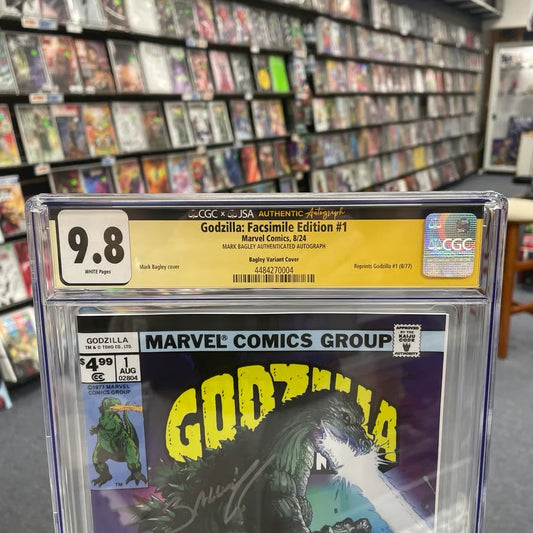 CGC × JSA AUTHENTIC Autograph
9.8
WHITE Pages
Godzilla: Facsimile Edition #1
Marvel Comics, 8/24
MARK BAGLEY AUTHENTICATED AUTOGRAPH
Mark Bagley cover
Bagley Variant Cover
Reprints Godzilla #1 (8/77)
4484270004
CGC
GODZILLA
TM & © TOHO CO., LTD.
MARVEL COMICS GROUP
BY THE
KAIJU
CODE
AUTHORITY
$4.99
1
AUG
02804
CC
©1977 MARVEL
COMICS GROUP
TM
GODZILLA